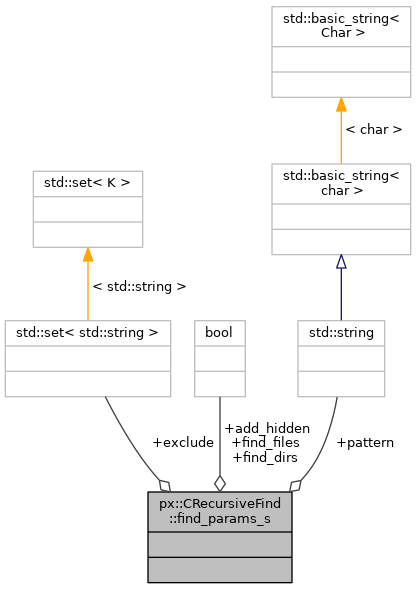 std::basic_string<
Char >
< char >
std::set< K >
std::basic_string<
char >
< std::string >
std::set< std::string >
bool
std::string
+exclude
+add_hidden
+find_files
+find_dirs
+pattern
px::CRecursiveFind
::find_params_s